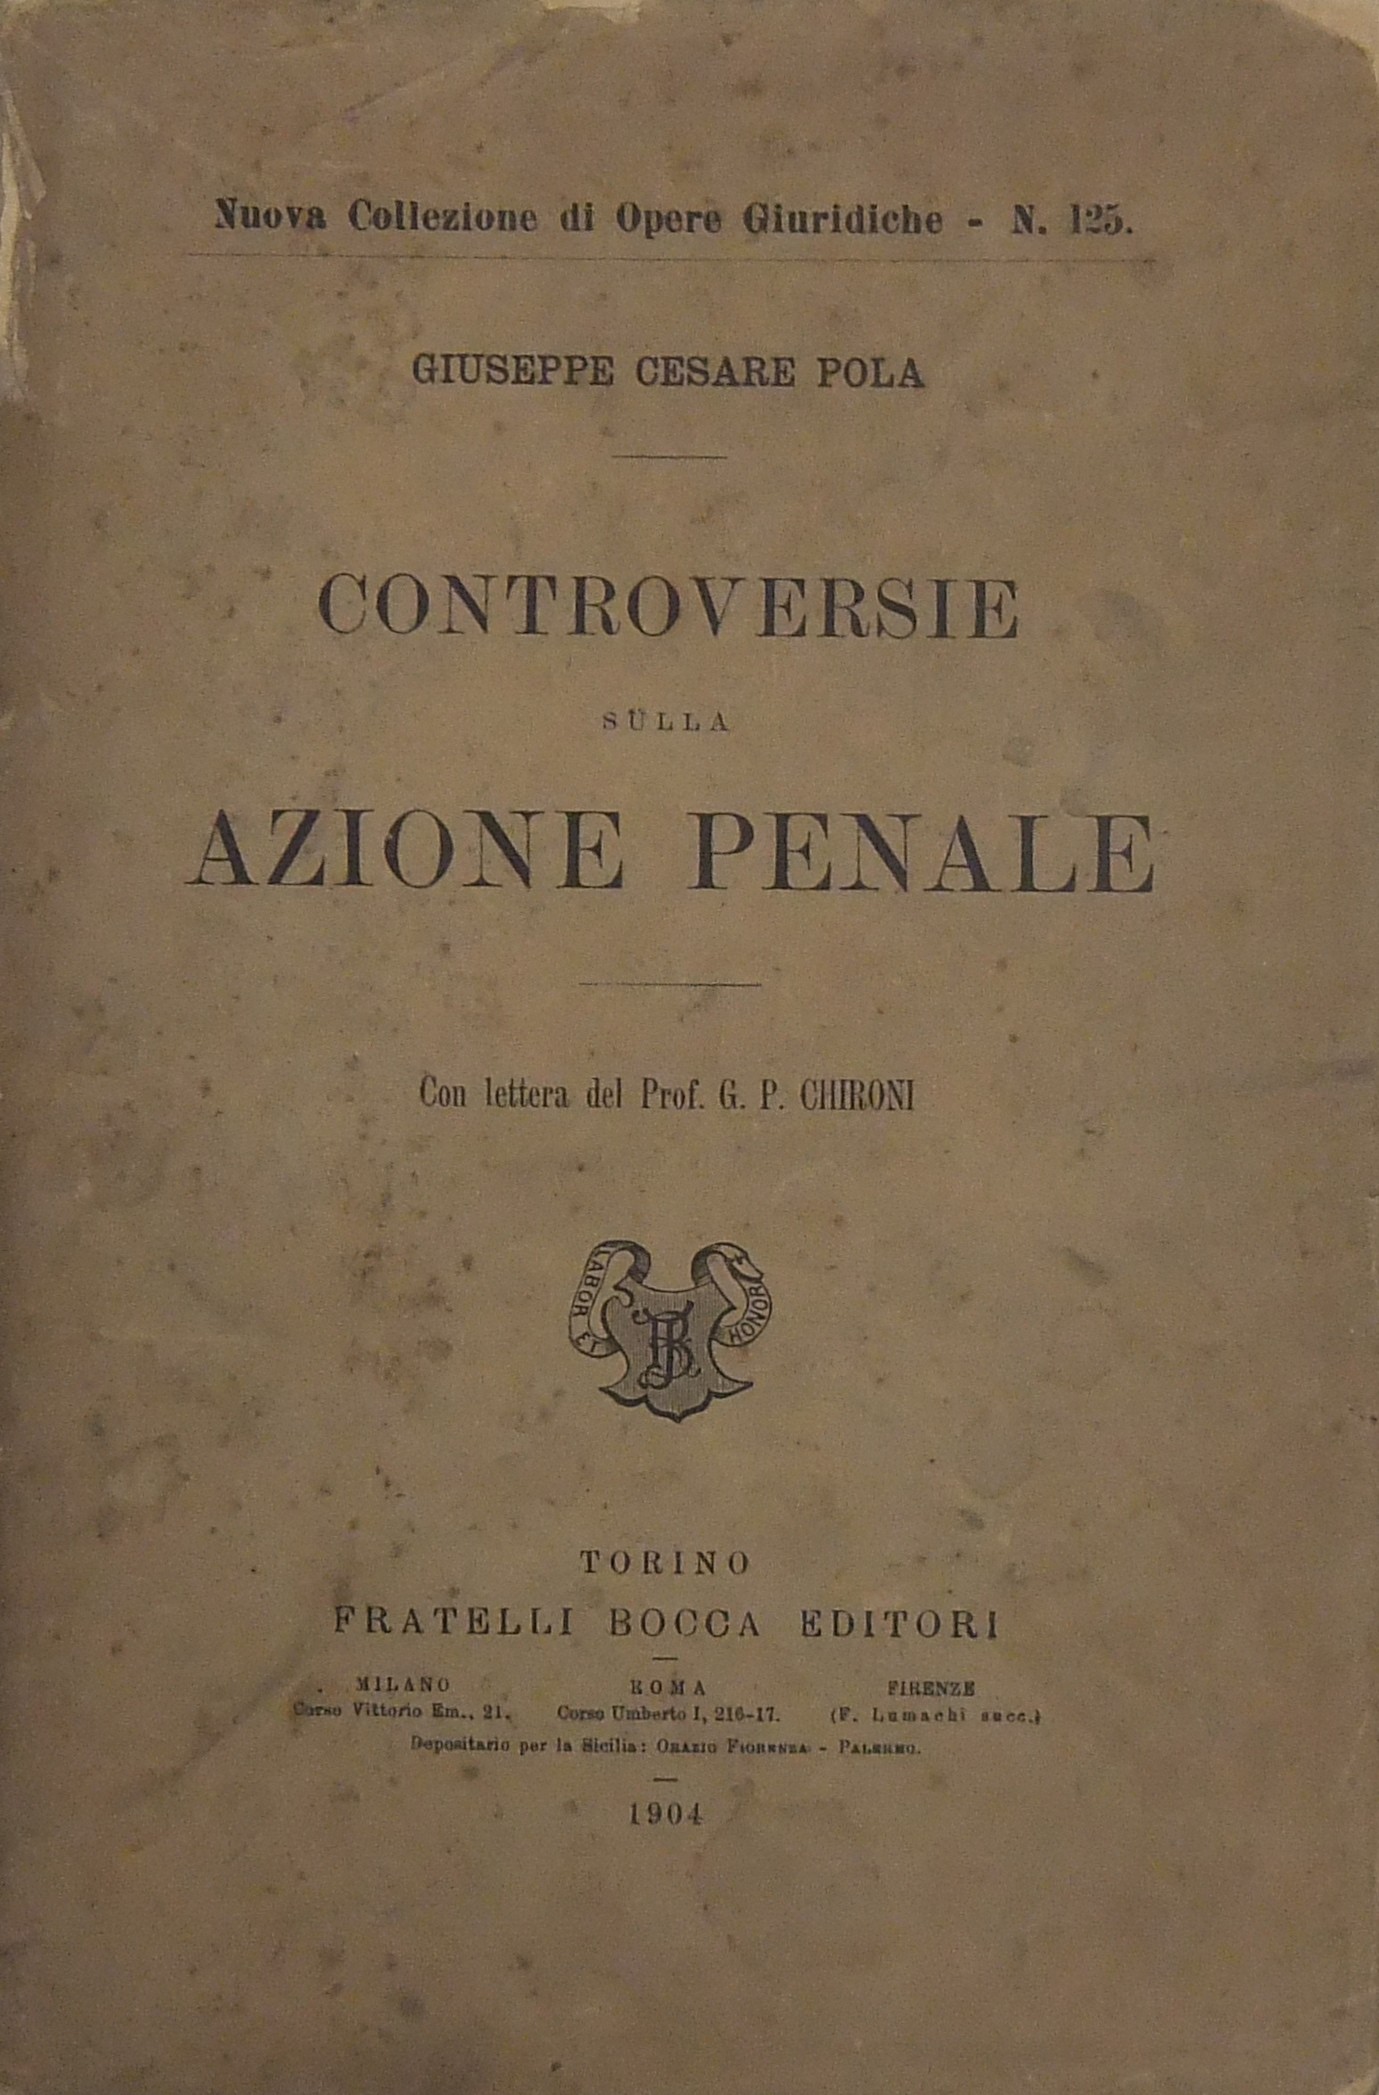 Nuova Collezione di Opere Giuridiche - N. 125.
GIUSEPPE CESARE POLA
CONTROVERSIE
SULLA
AZIONE PENALE
Con lettera del Prof. G. P. CHIRONI
LABOR ET HONOR
FB
TORINO
FRATELLI BOCCA EDITORI
MILANO ROMA FIRENZE
Corso Vittorio Em., 21. Corso Umberto I, 216-17. (F. Lumachi succ.)
Depositario per la Sicilia: ORAZIO FIORENZA - PALERMO.
1904